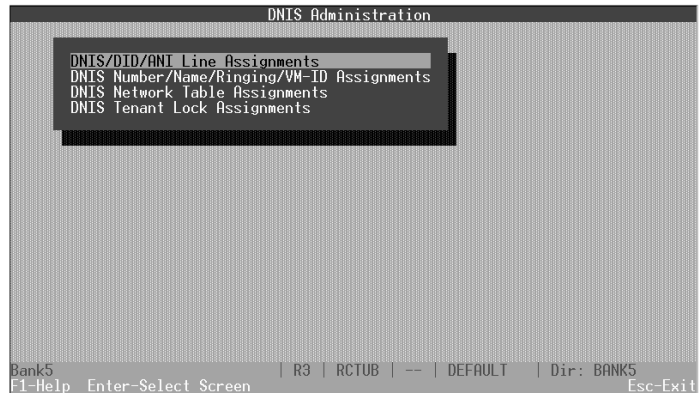 DNIS Administration
DNIS/DID/ANI Line Assignments
DNIS Number/Name/Ringing/VM-ID Assignments
DNIS Network Table Assignments
DNIS Tenant Lock Assignments
Bank5 | R3 | RCTUB | -- | DEFAULT | Dir: BANK5
F1-Help Enter-Select Screen Esc-Exit